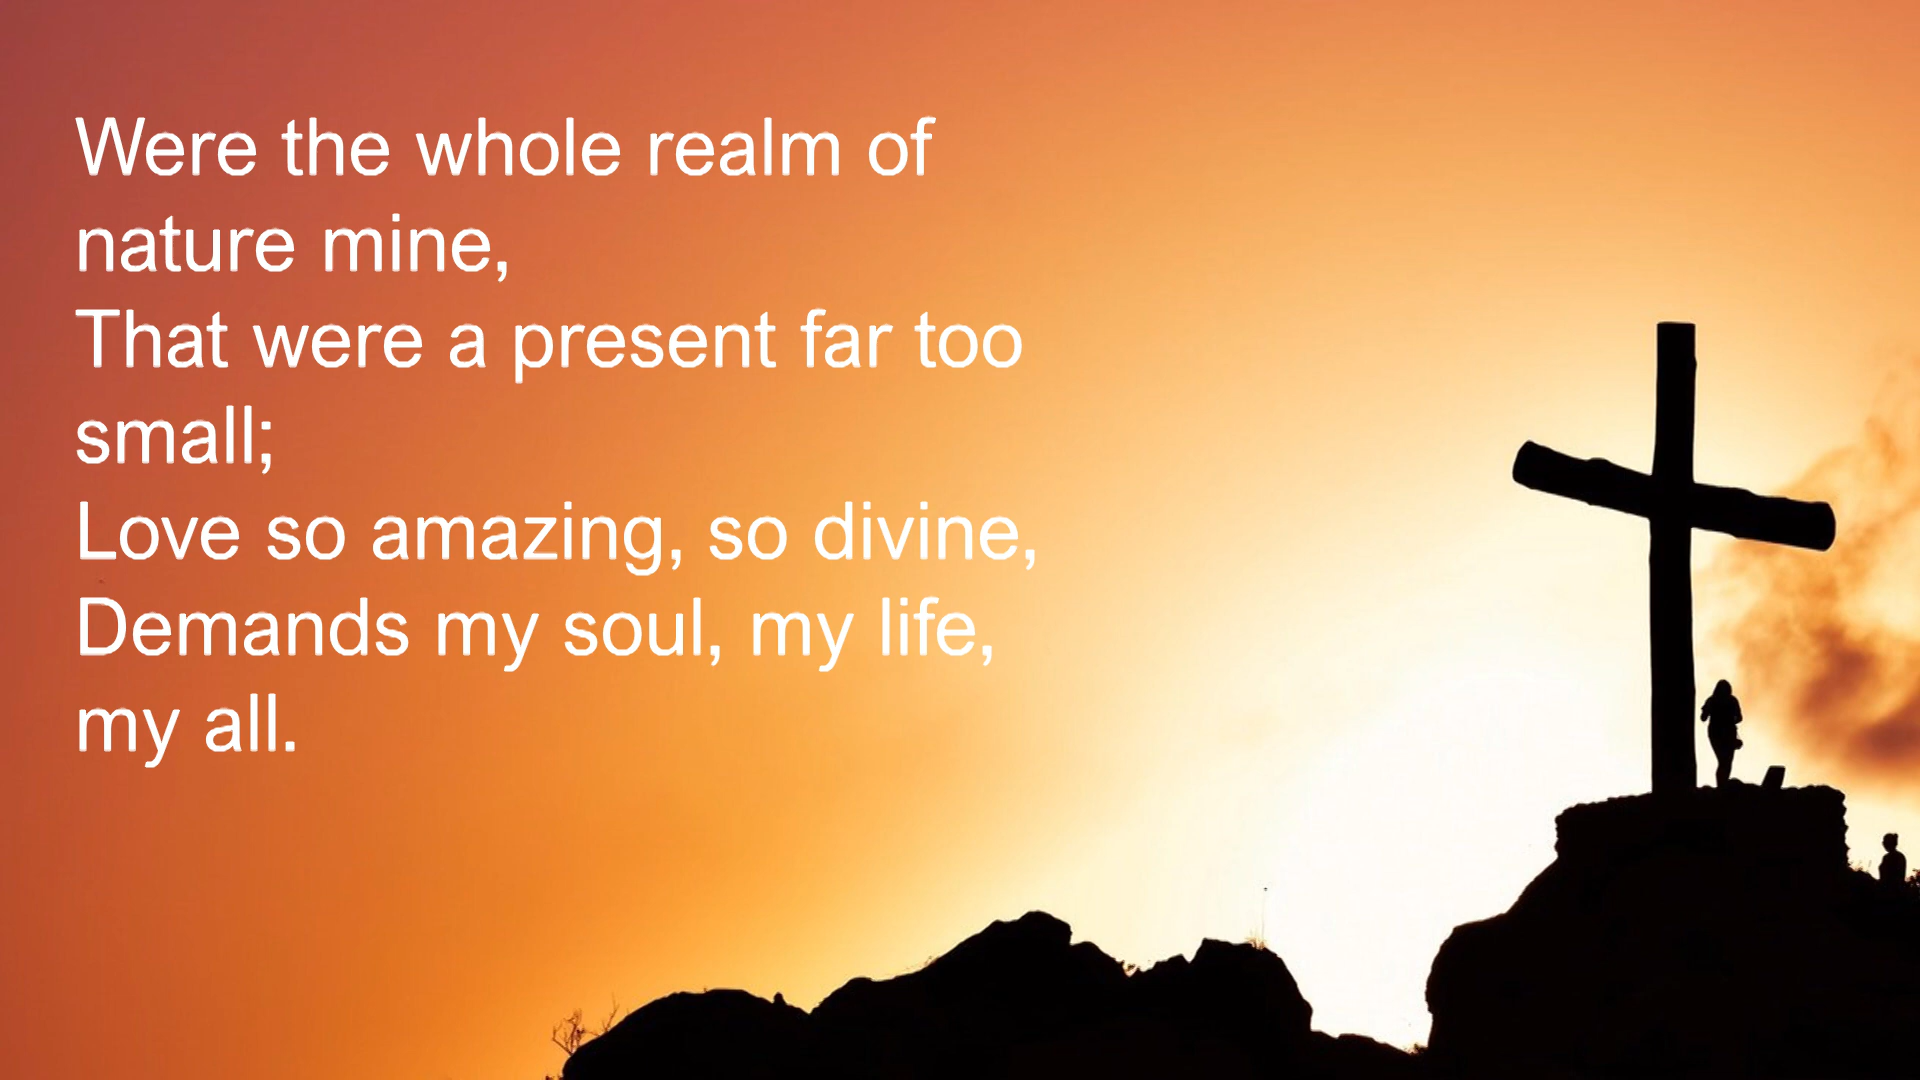 Were the whole realm of
nature mine,
That were a present far too
small;
Love so amazing, so divine,
Demands my soul, my life,
my all.